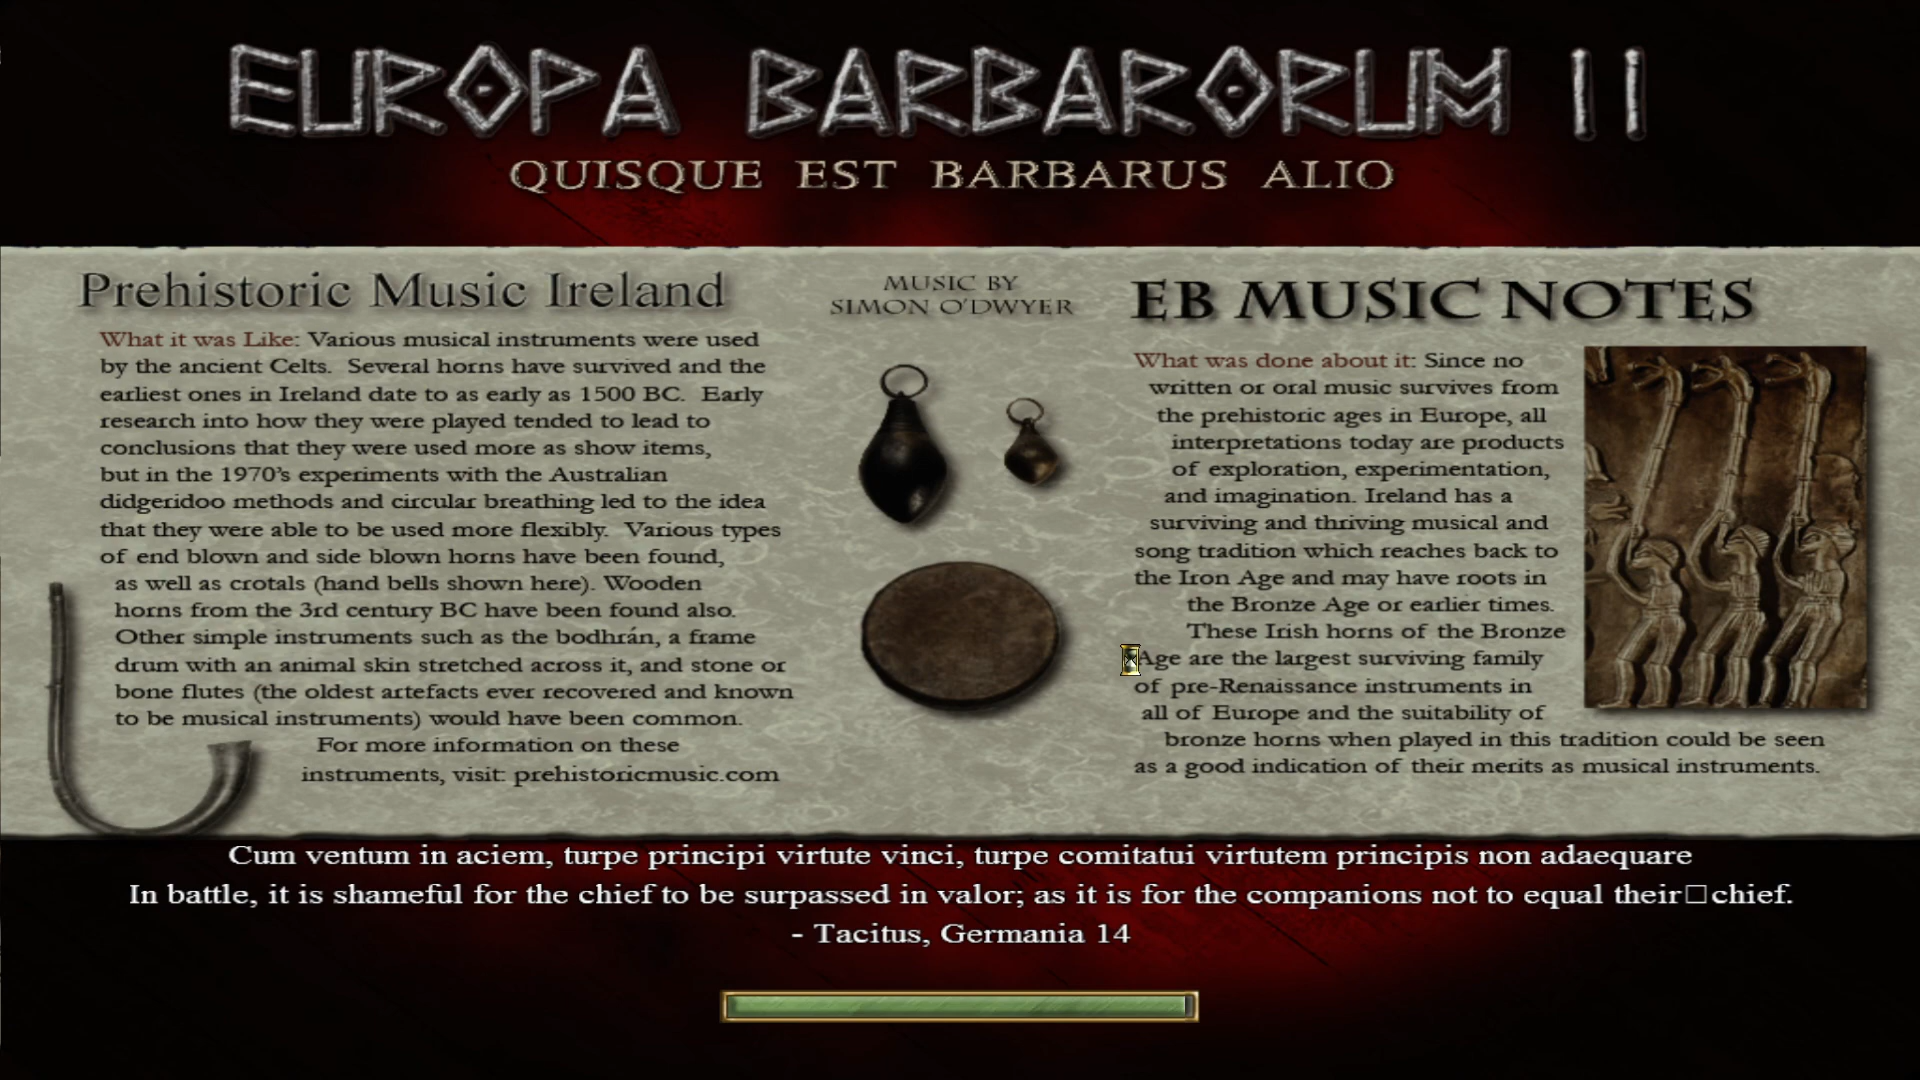 EUROPA BARBARORUM II
QUISQUE EST BARBARUS ALIO
Prehistoric Music Ireland
What it was Like: Various musical instruments were used
by the ancient Celts. Several horns have survived and the
earliest ones in Ireland date to as early as 1500 BC. Early
research into how they were played tended to lead to
conclusions that they were used more as show items,
but in the 1970's experiments with the Australian
didgeridoo methods and circular breathing led to the idea
that they were able to be used more flexibly. Various types
of end blown and side blown horns have been found,
as well as crotals (hand bells shown here). Wooden
horns from the 3rd century BC have been found also.
Other simple instruments such as the bodhrán, a frame
drum with an animal skin stretched across it, and stone or
bone flutes (the oldest artefacts ever recovered and known
to be musical instruments) would have been common.
For more information on these
instruments, visit: prehistoricmusic.com
MUSIC BY
SIMON O'DWYER
EB MUSIC NOTES
What was done about it: Since no
written or oral music survives from
the prehistoric ages in Europe, all
interpretations today are products
of exploration, experimentation,
and imagination. Ireland has a
surviving and thriving musical and
song tradition which reaches back to
the Iron Age and may have roots in
the Bronze Age or earlier times.
These Irish horns of the Bronze
Age are the largest surviving family
of pre-Renaissance instruments in
all of Europe and the suitability of
bronze horns when played in this tradition could be seen
as a good indication of their merits as musical instruments.
Cum ventum in aciem, turpe principi virtute vinci, turpe comitatui virtutem principis non adaequare
In battle, it is shameful for the chief to be surpassed in valor; as it is for the companions not to equal their□chief.
- Tacitus, Germania 14